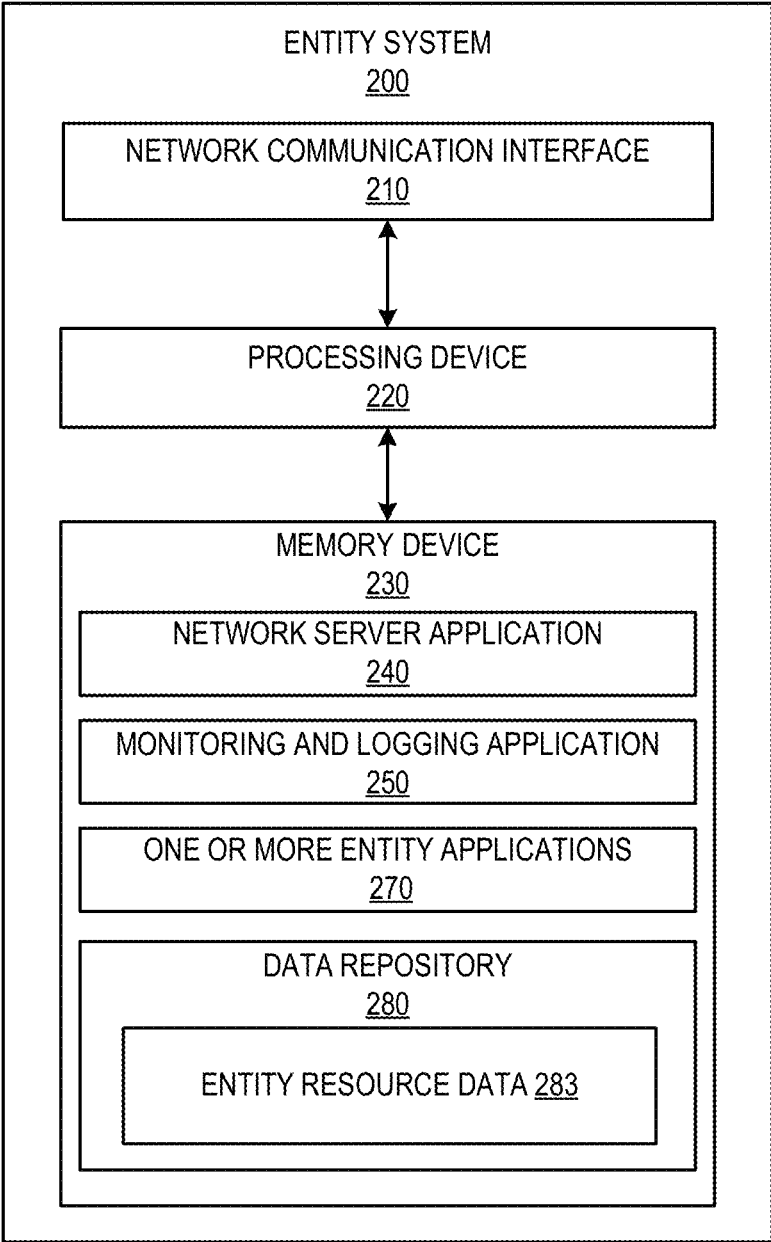 ENTITY SYSTEM
200
NETWORK COMMUNICATION INTERFACE
210
PROCESSING DEVICE
220
MEMORY DEVICE
230
NETWORK SERVER APPLICATION
240
MONITORING AND LOGGING APPLICATION
250
ONE OR MORE ENTITY APPLICATIONS
270
DATA REPOSITORY
280
ENTITY RESOURCE DATA 283